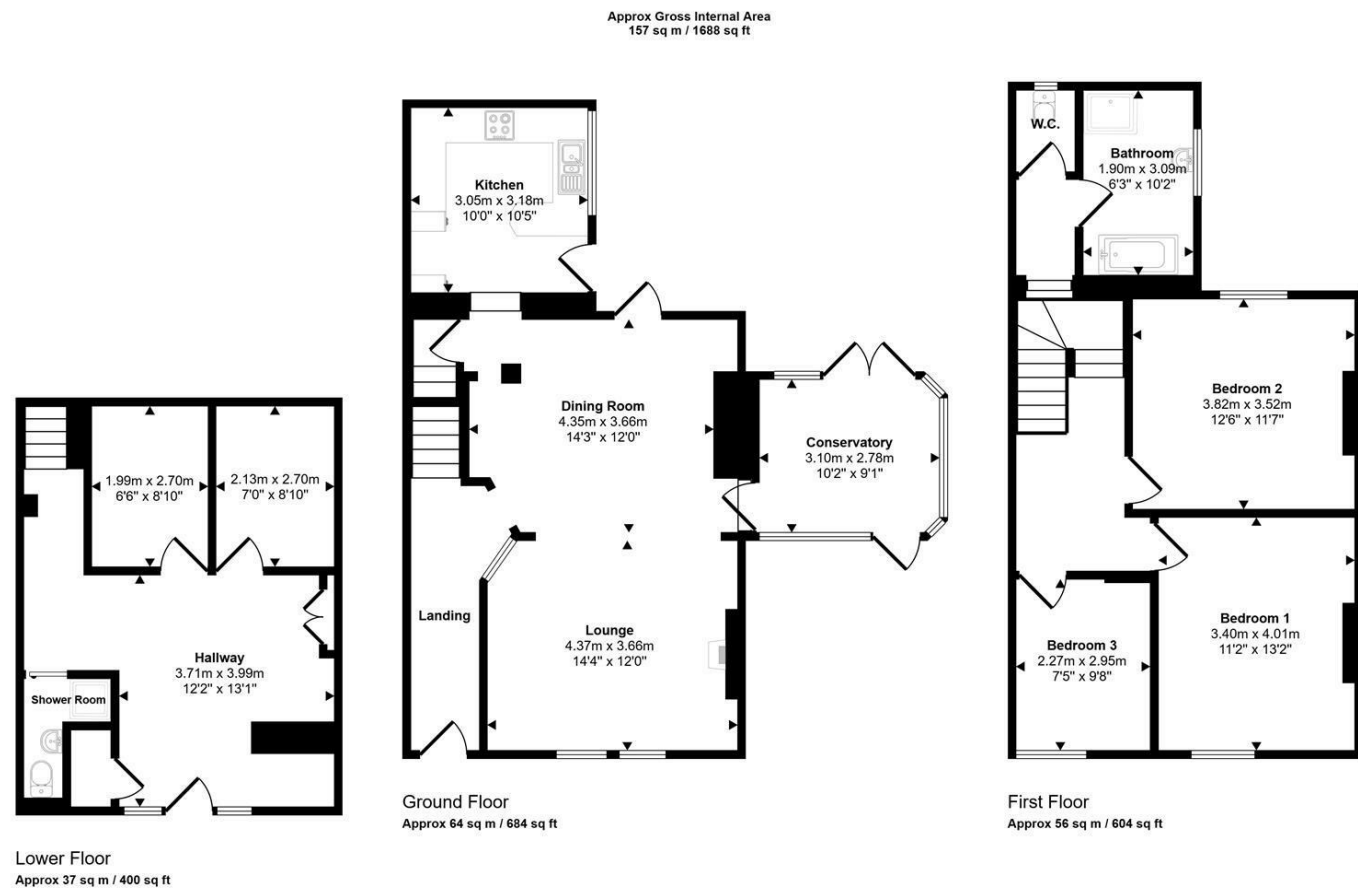 Approx Gross Internal Area
157 sq m / 1688 sq ft
1.99m x 2.70m
6'6" x 8'10"
2.13m x 2.70m
7'0" x 8'10"
Hallway
3.71m x 3.99m
12'2" x 13'1"
Shower Room
Lower Floor
Approx 37 sq m / 400 sq ft
Kitchen
3.05m x 3.18m
10'0" x 10'5"
Dining Room
4.35m x 3.66m
14'3" x 12'0"
Conservatory
3.10m x 2.78m
10'2" x 9'1"
Landing
Lounge
4.37m x 3.66m
14'4" x 12'0"
Ground Floor
Approx 64 sq m / 684 sq ft
W.C.
Bathroom
1.90m x 3.09m
6'3" x 10'2"
Bedroom 2
3.82m x 3.52m
12'6" x 11'7"
Bedroom 1
3.40m x 4.01m
11'2" x 13'2"
Bedroom 3
2.27m x 2.95m
7'5" x 9'8"
First Floor
Approx 56 sq m / 604 sq ft